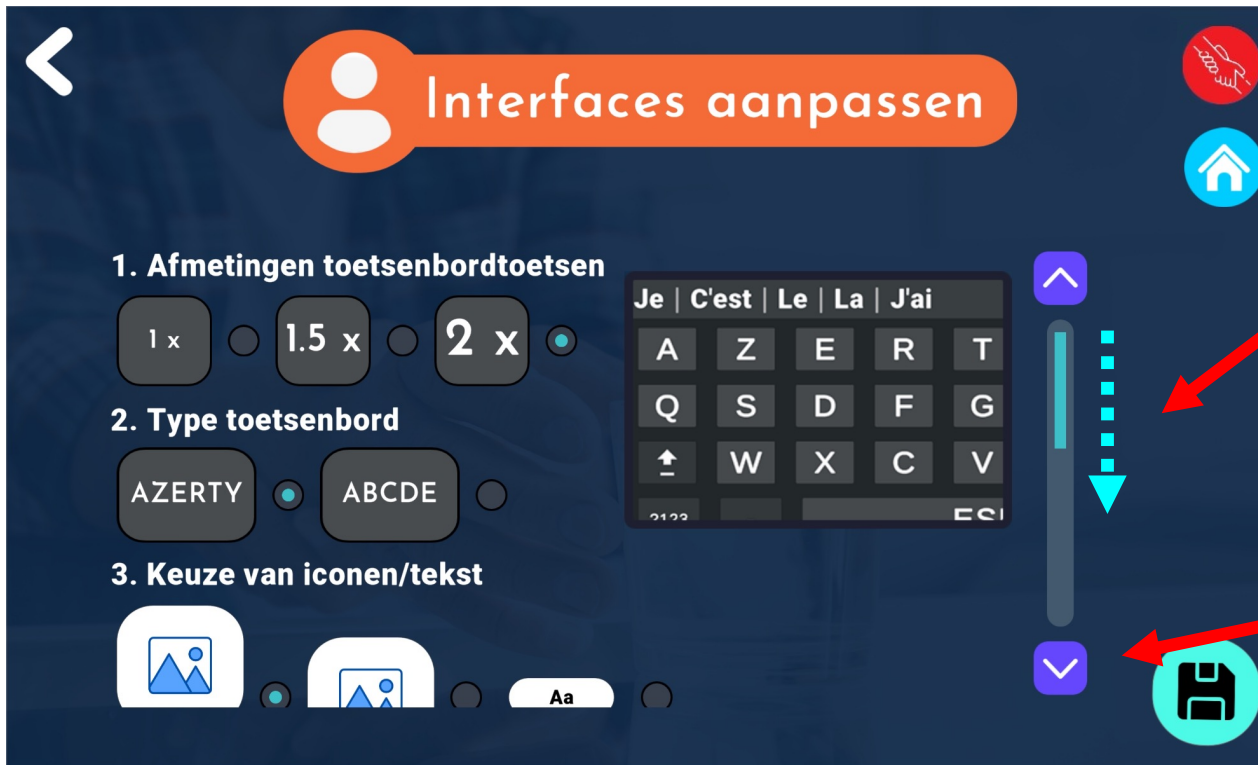 Interfaces aanpassen
1. Afmetingen toetsenbordtoetsen
1 x
1.5 x
2 x
2. Type toetsenbord
AZERTY
ABCDE
3. Keuze van iconen/tekst
Aa
Je | C'est | Le | La | J'ai
A Z E R T
Q S D F G
W X C V